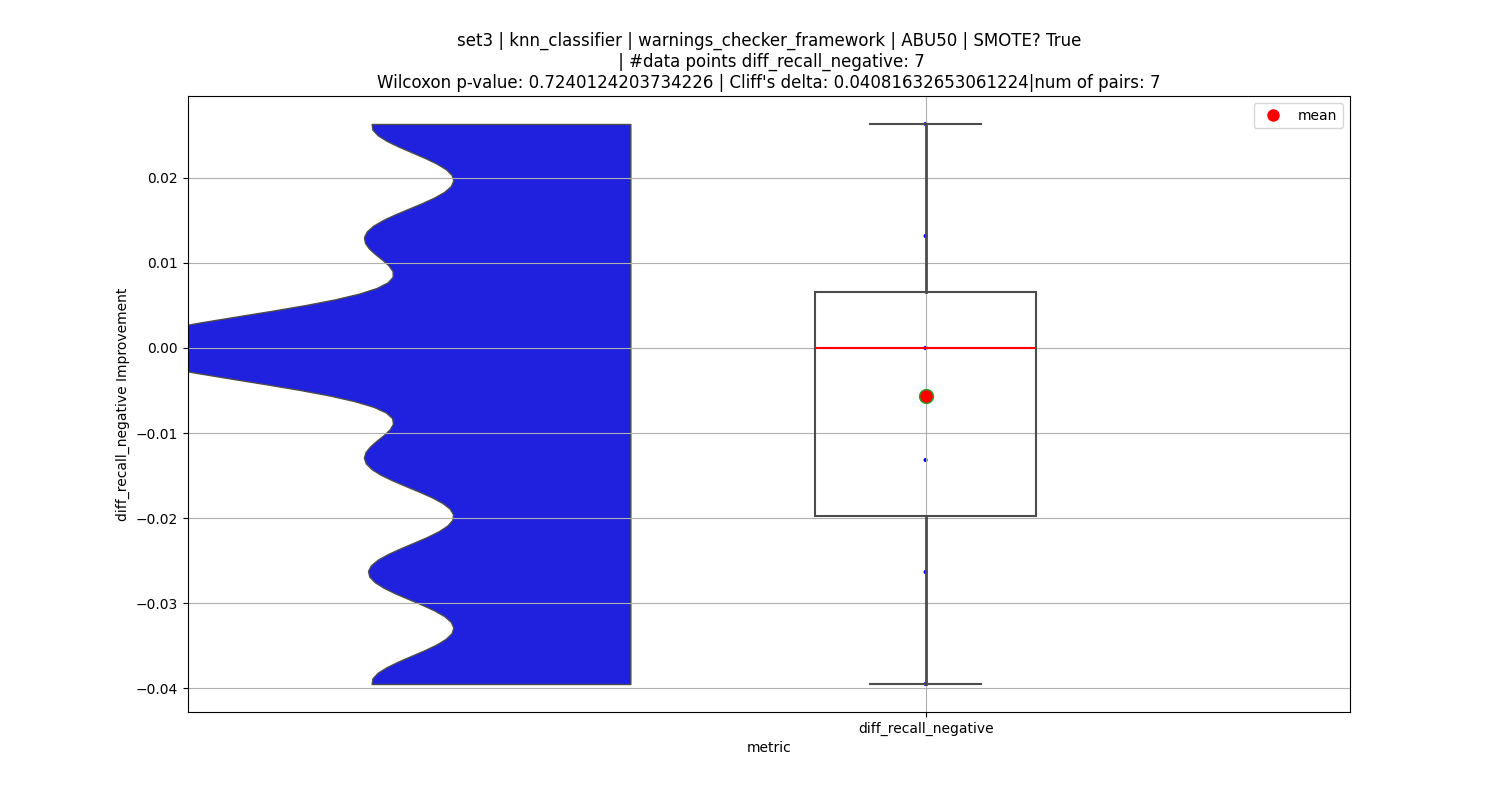 set3 | knn_classifier | warnings_checker_framework | ABU50 | SMOTE? True
| #data points diff_recall_negative: 7
Wilcoxon p-value: 0.7240124203734226 | Cliff's delta: 0.04081632653061224|num of pairs: 7
mean
0.02
0.01
0.00
−0.01
−0.02
−0.03
−0.04
diff_recall_negative Improvement
diff_recall_negative
metric